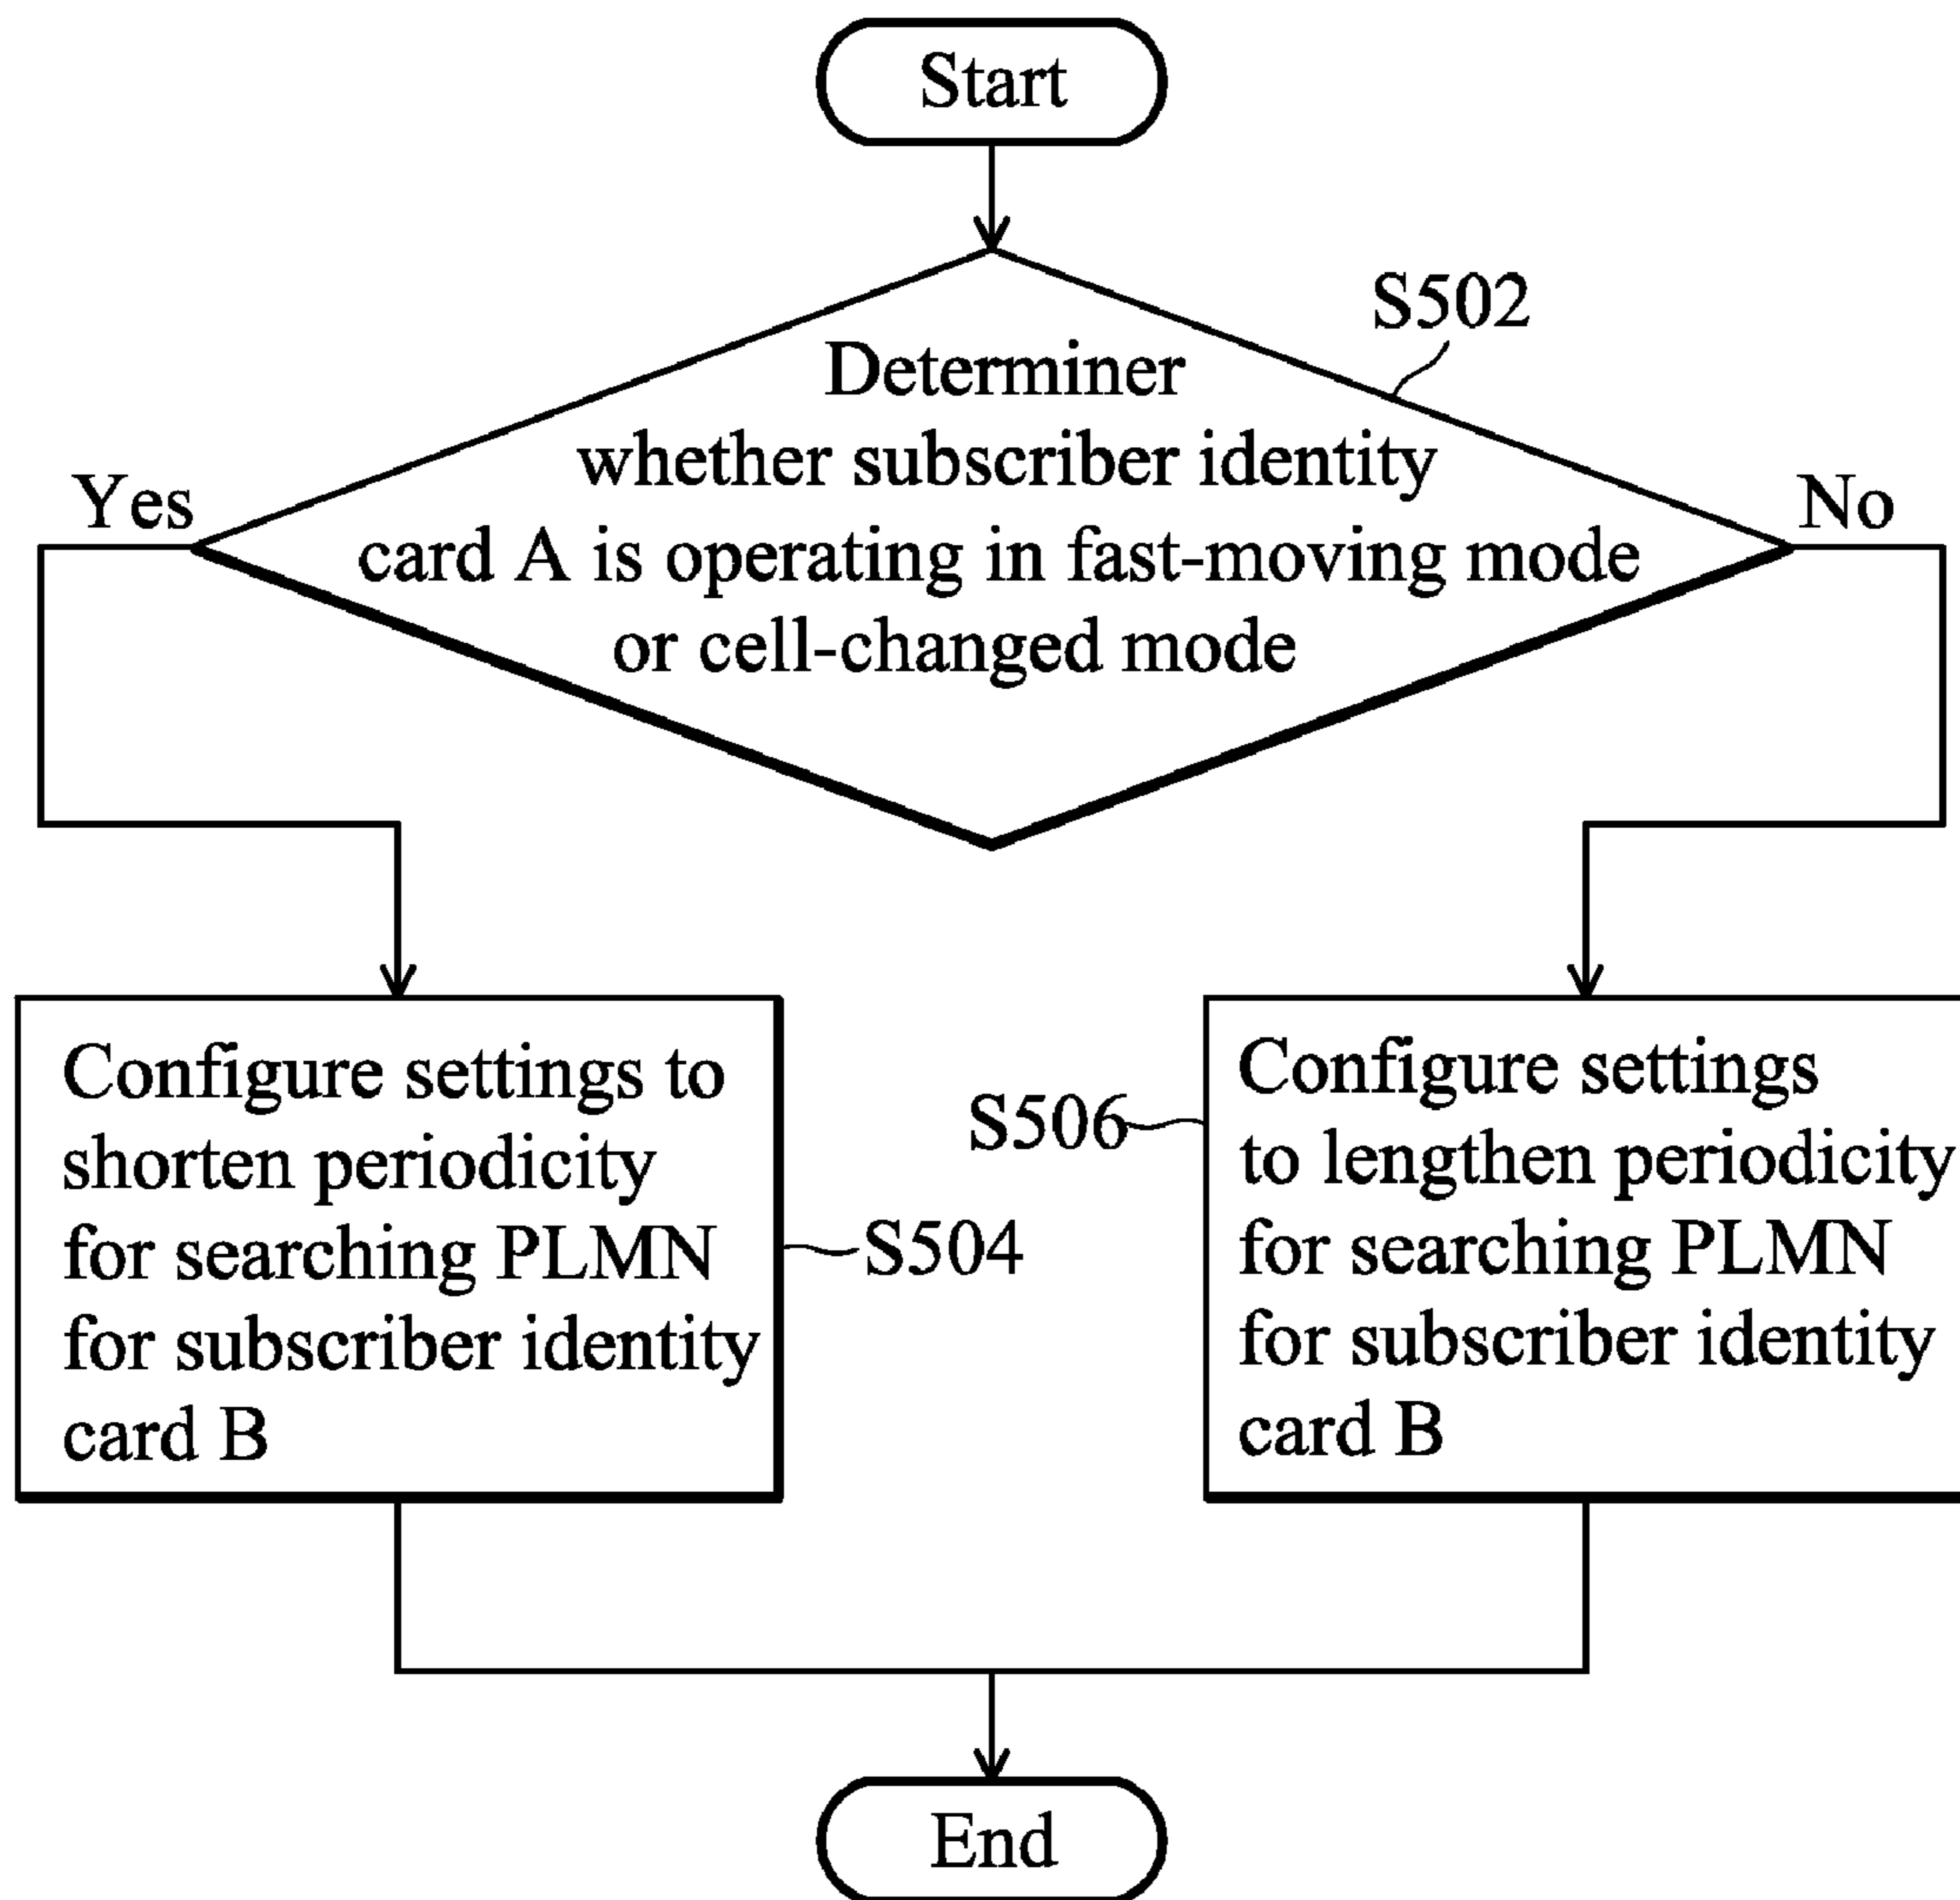 Start
S502
Determiner
whether subscriber identity
card A is operating in fast-moving mode
or cell-changed mode
Yes
No
Configure settings to
shorten periodicity
for searching PLMN
for subscriber identity
card B
S504
S506
Configure settings
to lengthen periodicity
for searching PLMN
for subscriber identity
card B
End